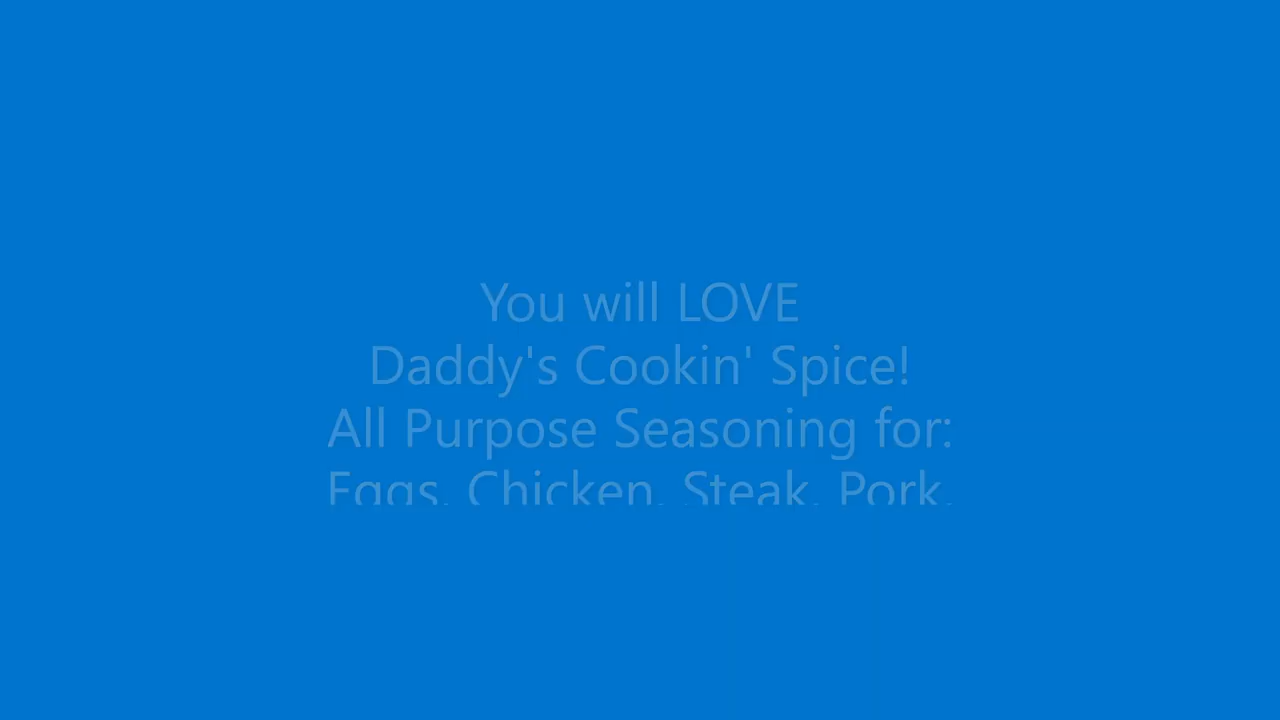 You will LOVE
Daddy's Cookin' Spice!
All Purpose Seasoning for:
Eggs, Chicken, Steak, Pork,